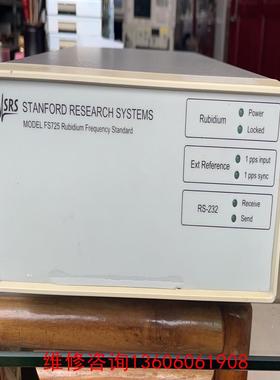 SRS STANFORD RESEARCH SYSTEMS
MODEL FS725 Rubidium Frequency Standard
Rubidium
Power
Locked
Ext Reference
1 pps input
1 pps sync
RS-232
Receive
Send
维修咨询13606061908